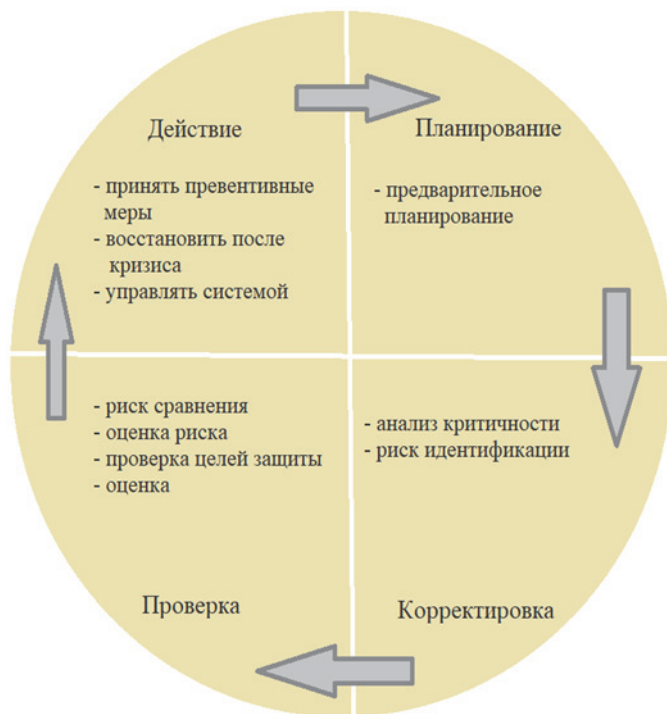 Действие
- принять превентивные
меры
- восстановить после
кризиса
- управлять системой
Планирование
- предварительное
планирование
- риск сравнения
- оценка риска
- проверка целей защиты
- оценка
Проверка
- анализ критичности
- риск идентификации
Корректировка